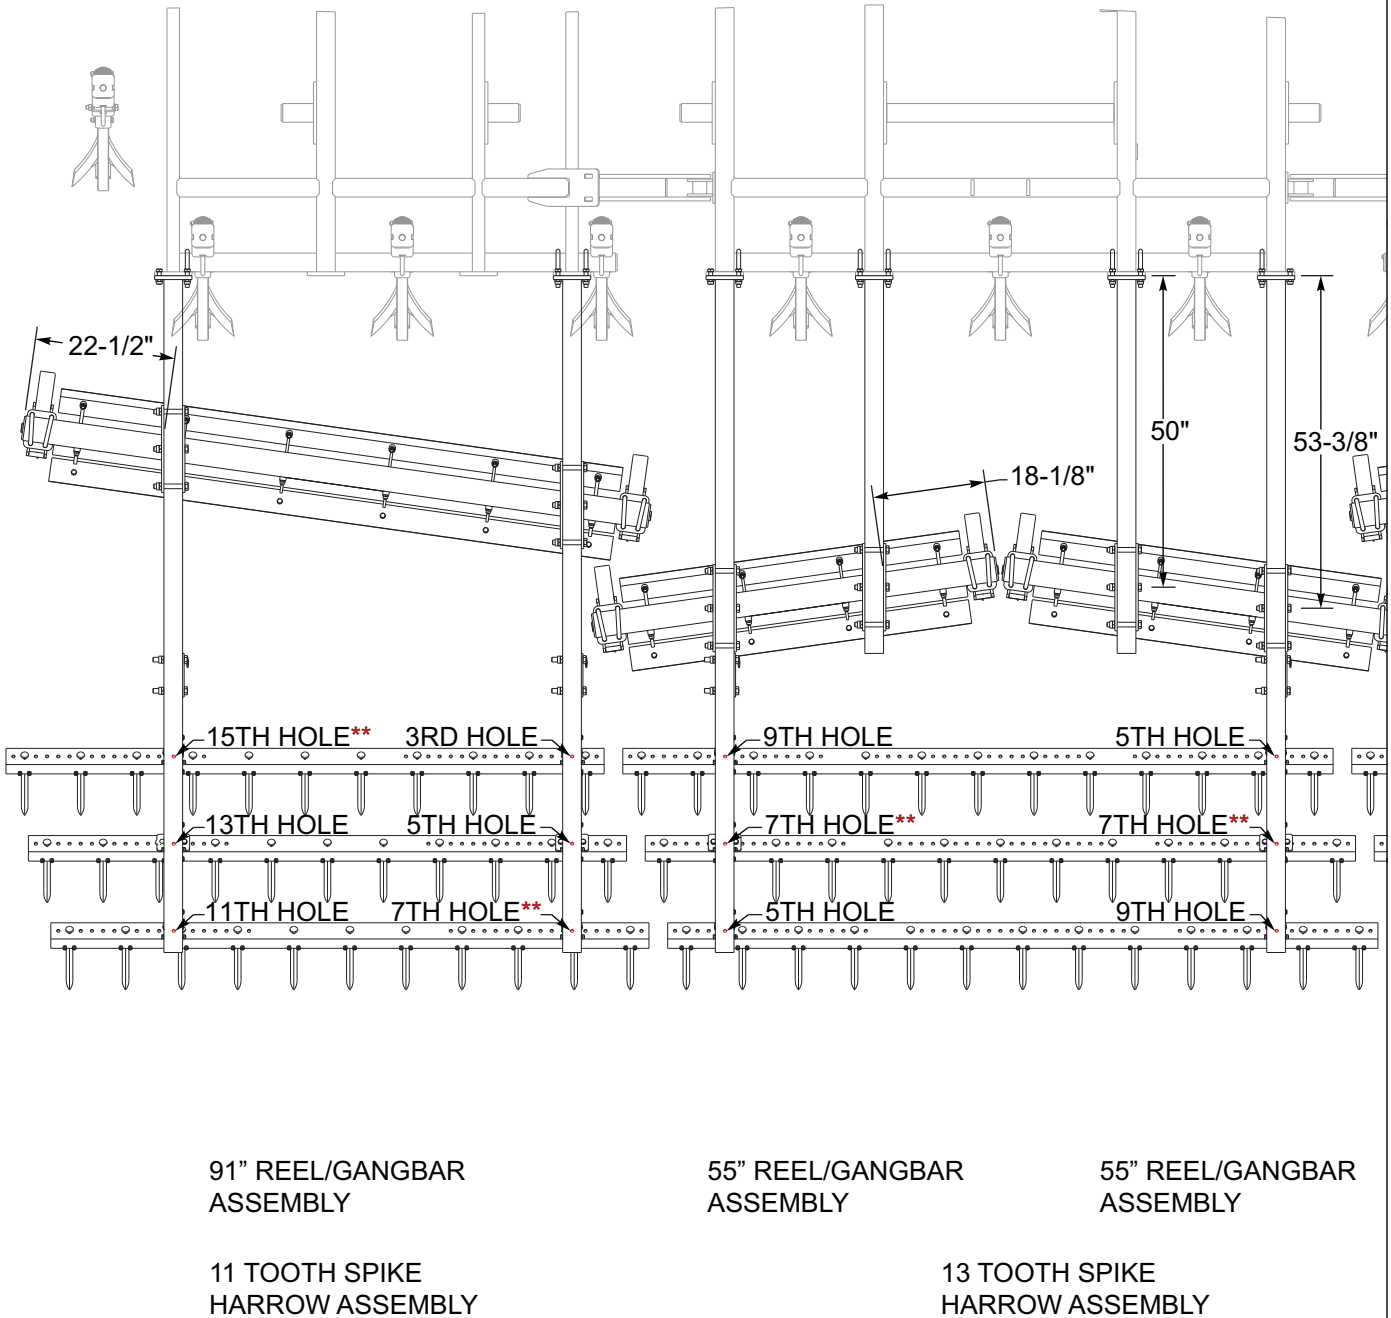 22-1/2"
50"
53-3/8"
18-1/8"
15TH HOLE** 3RD HOLE 9TH HOLE 5TH HOLE
13TH HOLE 5TH HOLE 7TH HOLE** 7TH HOLE**
11TH HOLE 7TH HOLE** 5TH HOLE 9TH HOLE
91” REEL/GANGBAR
ASSEMBLY
55” REEL/GANGBAR
ASSEMBLY
55” REEL/GANGBAR
ASSEMBLY
11 TOOTH SPIKE
HARROW ASSEMBLY
13 TOOTH SPIKE
HARROW ASSEMBLY